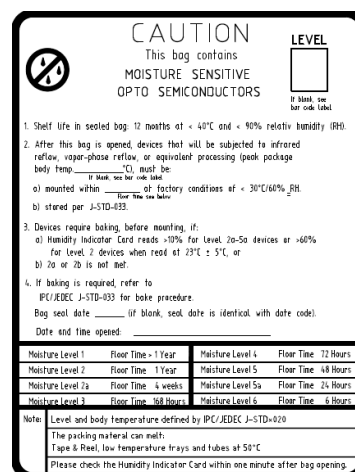 CAUTION
This bag contains
MOISTURE SENSITIVE
OPTO SEMICONDUCTORS
LEVEL
If blank, see
bar code label
1. Shelf life in sealed bag: 12 months at < 40°C and < 90% relativ humidity (RH).
2. After this bag is opened, devices that will be subjected to infrared
reflow, vapor-phase reflow, or equivalent processing (peak package
body temp.__________°C), must be:
If blank, see bar code label
a) mounted within ________ at factory conditions of < 30°C/60% RH.
Floor time see below
b) stored per J-STD-033.
3. Devices require baking, before mounting, if:
a) Humidity Indicator Card reads >10% for level 2a-5a devices or >60%
for level 2 devices when read at 23°C ± 5°C, or
b) 2a or 2b is not met.
4. If baking is required, refer to
IPC/JEDEC J-STD-033 for bake procedure.
Bag seal date ______ (if blank, seal date is identical with date code).
Date and time opened: ______________________
Moisture Level 1 Floor Time > 1 Year Moisture Level 4 Floor Time 72 Hours
Moisture Level 2 Floor Time 1 Year Moisture Level 5 Floor Time 48 Hours
Moisture Level 2a Floor Time 4 weeks Moisture Level 5a Floor Time 24 Hours
Moisture Level 3 Floor Time 168 Hours Moisture Level 6 Floor Time 6 Hours
Note: Level and body temperature defined by IPC/JEDEC J-STD-020
The packing materal can melt:
Tape & Reel, low temperature trays and tubes at 50°C
Please check the Humidity Indicator Card within one minute after bag opening.